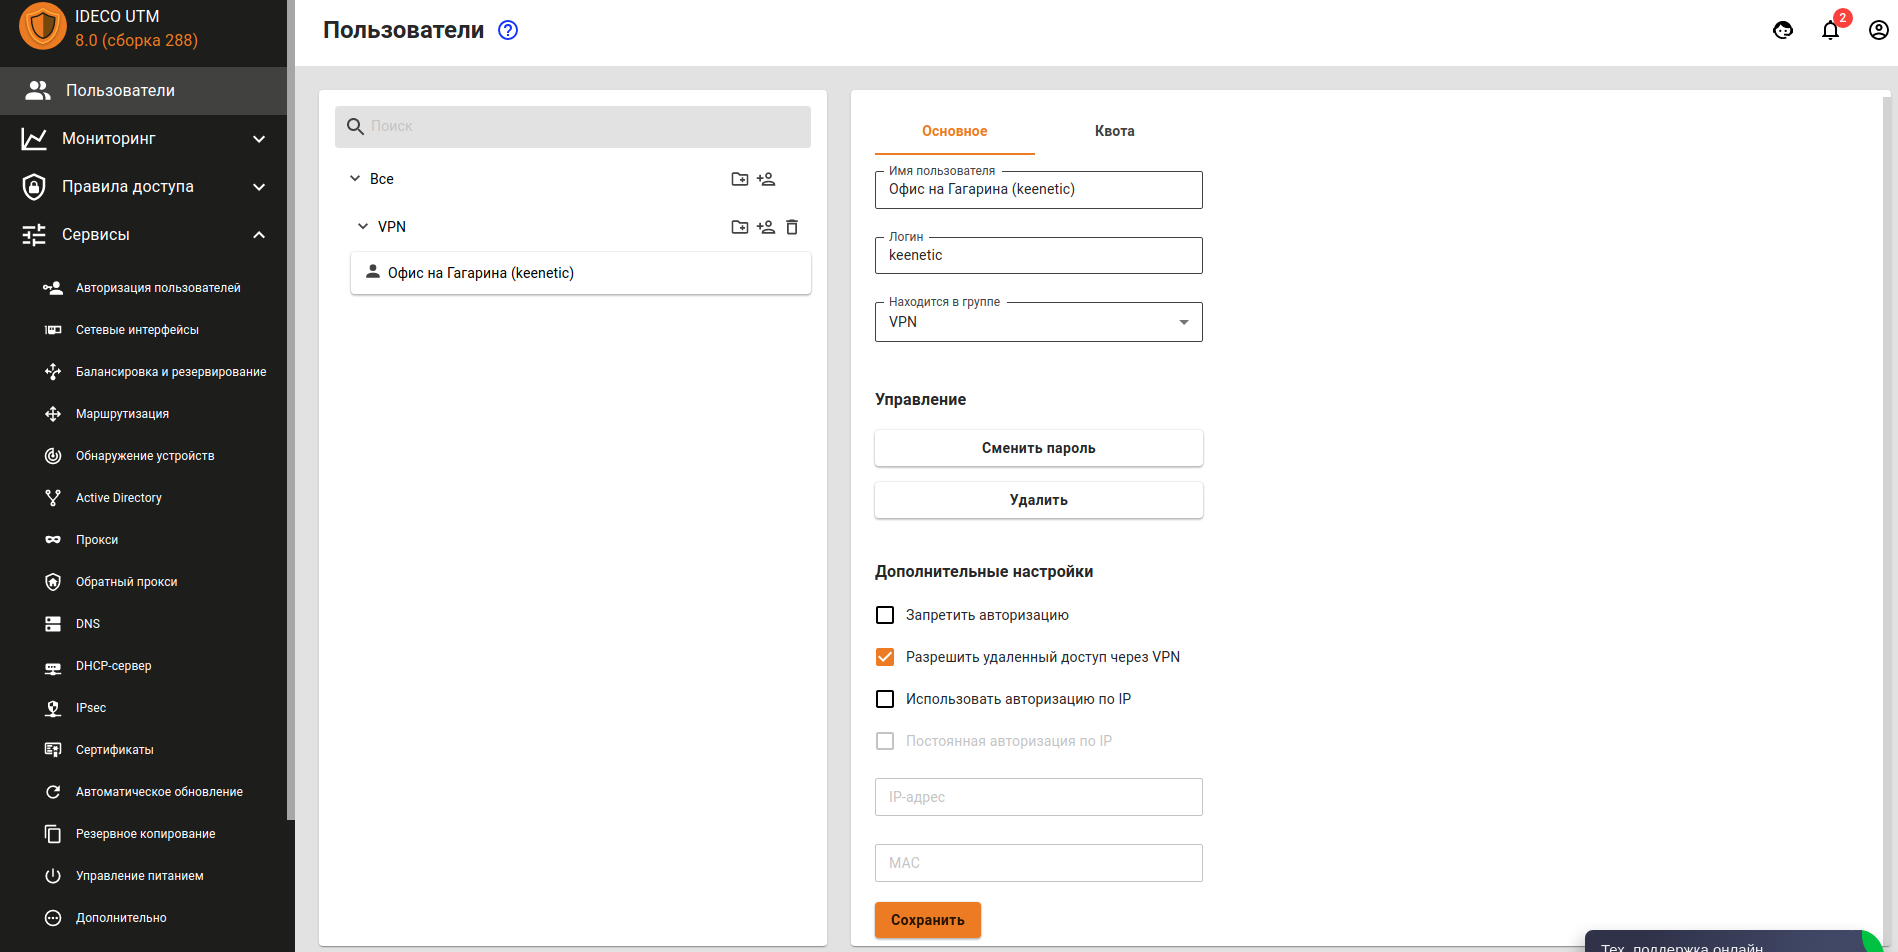 IDECO UTM
8.0 (сборка 288)
Пользователи
Мониторинг
Правила доступа
Сервисы
Авторизация пользователей
Сетевые интерфейсы
Балансировка и резервирование
Маршрутизация
Обнаружение устройств
Active Directory
Прокси
Обратный прокси
DNS
DHCP-сервер
IPsec
Сертификаты
Автоматическое обновление
Резервное копирование
Управление питанием
Дополнительно
Пользователи
2
Поиск
Все
VPN
Офис на Гагарина (keenetic)
Основное
Квота
Имя пользователя
Офис на Гагарина (keenetic)
Логин
keenetic
Находится в группе
VPN
Управление
Сменить пароль
Удалить
Дополнительные настройки
Запретить авторизацию
Разрешить удаленный доступ через VPN
Использовать авторизацию по IP
Постоянная авторизация по IP
IP-адрес
MAC
Сохранить
Тех. поддержка онлайн